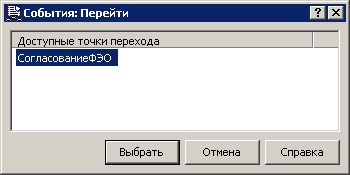 События: Перейти
Доступные точки перехода
СогласованиеФЭО
Выбрать Отмена Справка